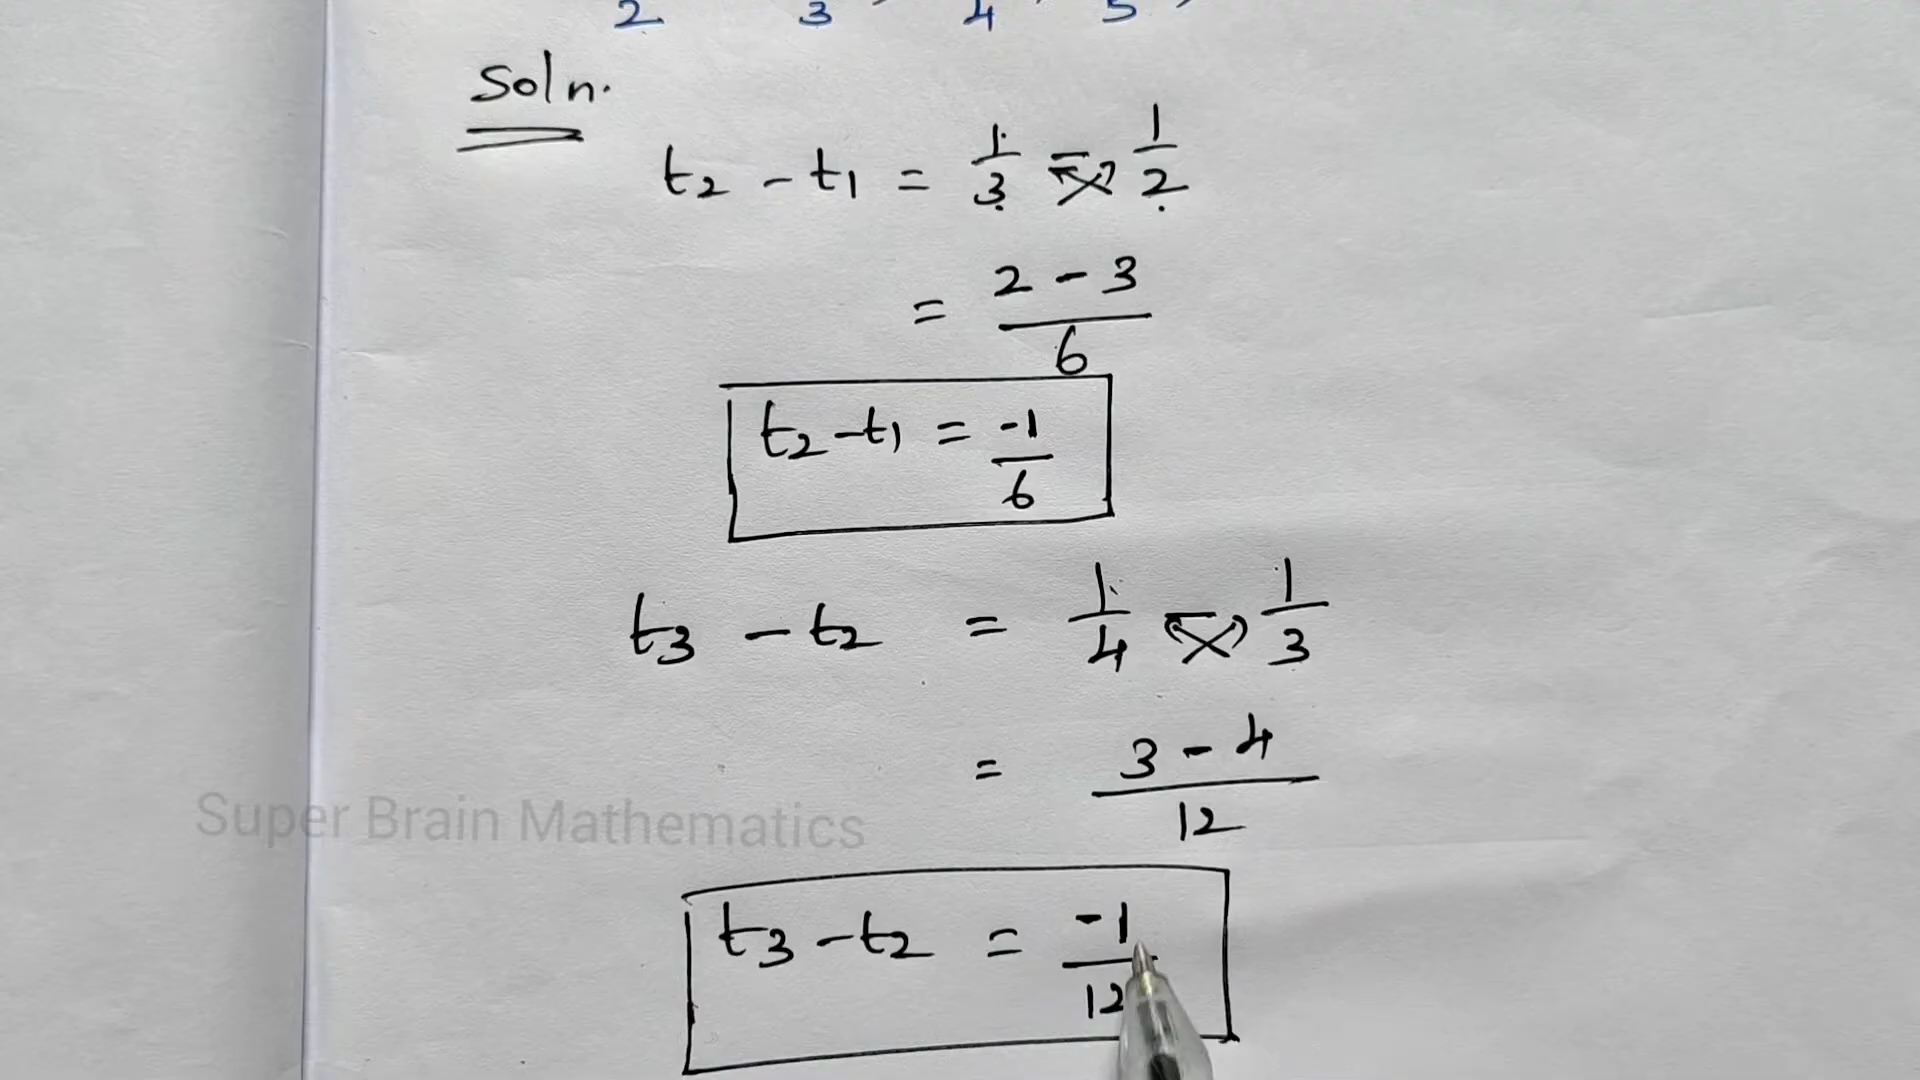 2 3 , 4 , 5 ,
Soln.
t2 - t1 = 1/3 - 1/2
= 2 - 3 / 6
t2 - t1 = -1/6
t3 - t2 = 1/4 - 1/3
= 3 - 4 / 12
Super Brain Mathematics
t3 - t2 = -1/12